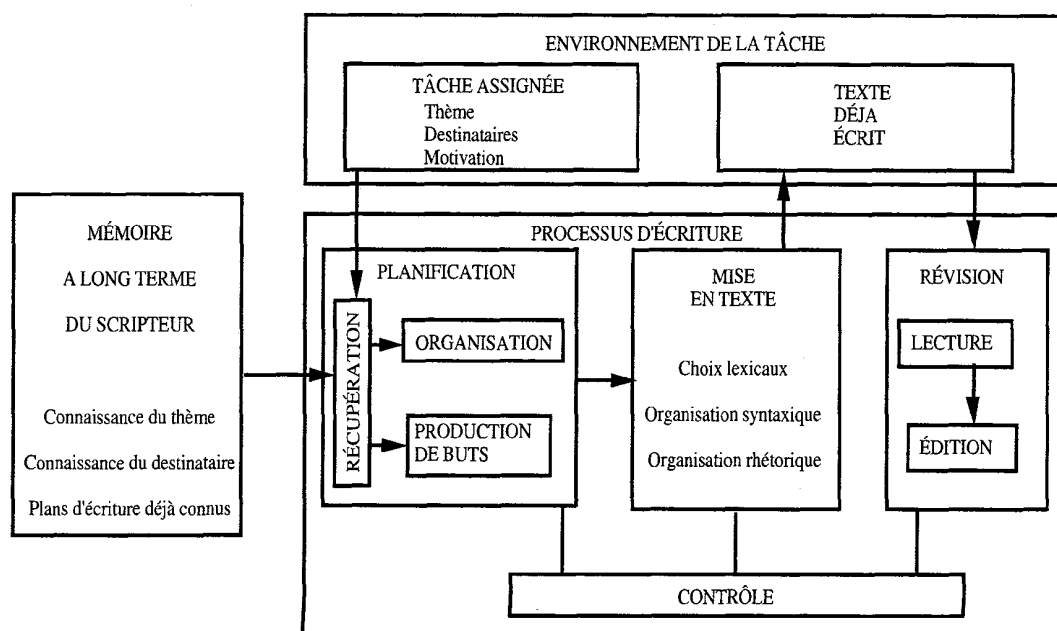 ENVIRONNEMENT DE LA TÂCHE
TÂCHE ASSIGNÉE
Thème
Destinataires
Motivation
TEXTE
DÉJA
ÉCRIT
MÉMOIRE
A LONG TERME
DU SCRIPTEUR
Connaissance du thème
Connaissance du destinataire
Plans d'écriture déjà connus
PROCESSUS D'ÉCRITURE
PLANIFICATION
RÉCUPÉRATION
ORGANISATION
PRODUCTION
DE BUTS
MISE
EN TEXTE
Choix lexicaux
Organisation syntaxique
Organisation rhétorique
RÉVISION
LECTURE
ÉDITION
CONTRÔLE